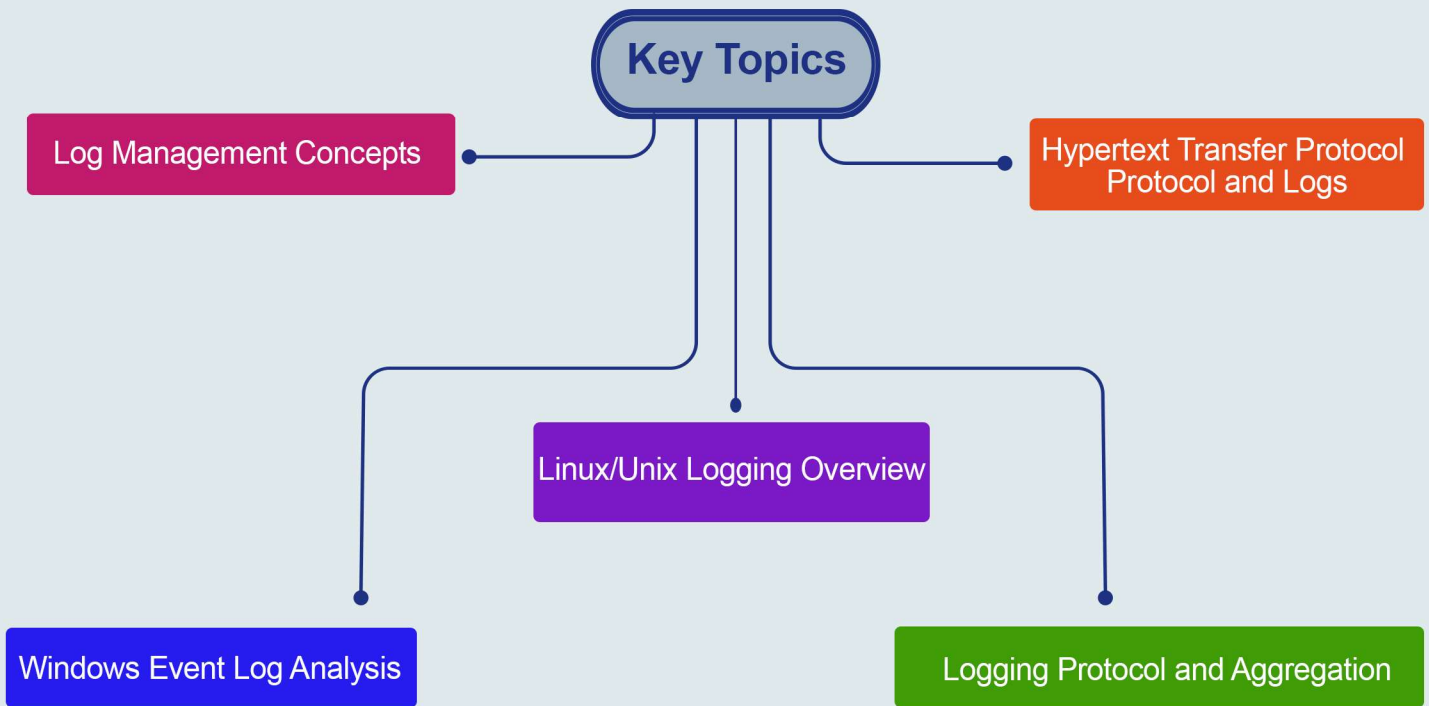 Key Topics
Log Management Concepts
Hypertext Transfer Protocol
Protocol and Logs
Linux/Unix Logging Overview
Windows Event Log Analysis
Logging Protocol and Aggregation